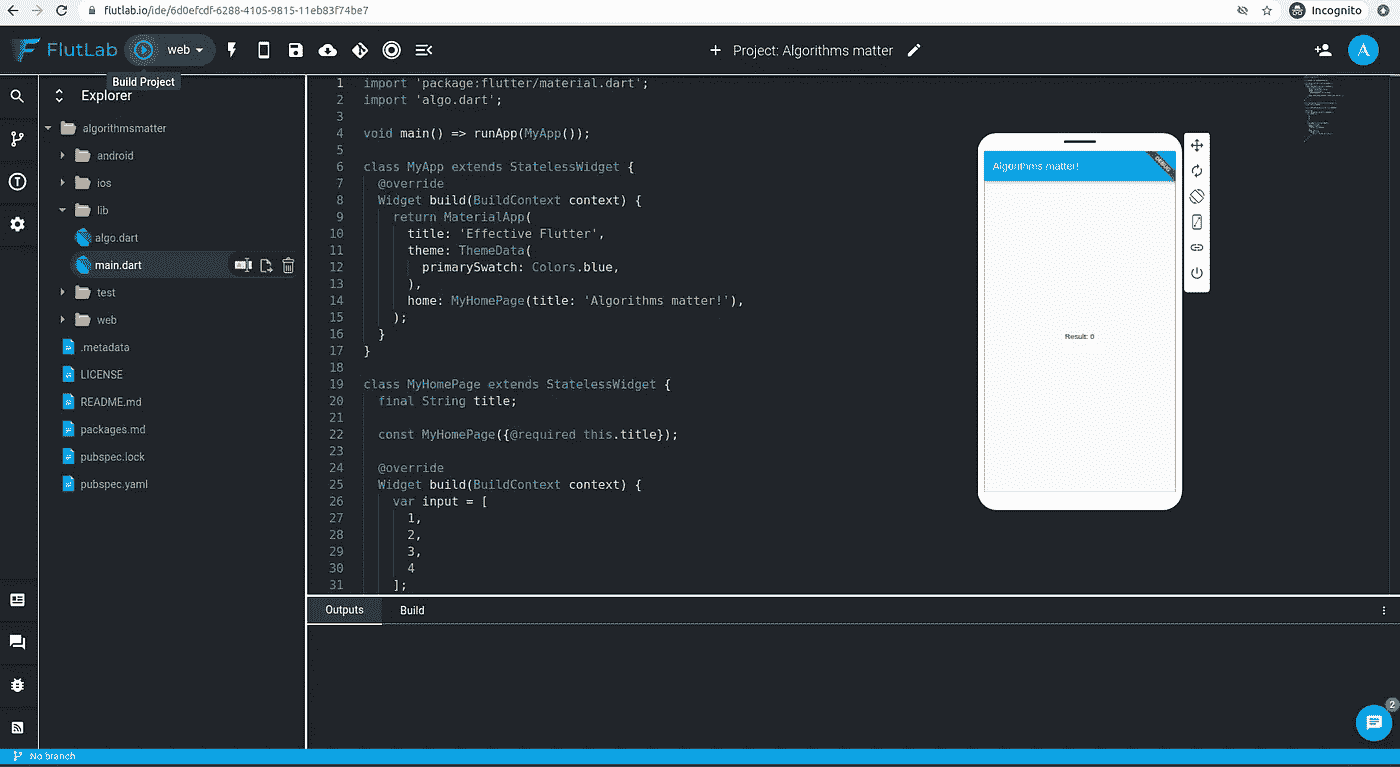 flutlab.io/ide/6d0efcdf-6288-4105-9815-11eb83f74be7
Incognito
FlutLab
web
Project: Algorithms matter
A
Build Project
Explorer
algorithmsmatter
android
ios
lib
algo.dart
main.dart
test
web
.metadata
LICENSE
README.md
packages.md
pubspec.lock
pubspec.yaml
1 import 'package:flutter/material.dart';
2 import 'algo.dart';
3
4 void main() => runApp(MyApp());
5
6 class MyApp extends StatelessWidget {
7 @override
8 Widget build(BuildContext context) {
9 return MaterialApp(
10 title: 'Effective Flutter',
11 theme: ThemeData(
12 primarySwatch: Colors.blue,
13 ),
14 home: MyHomePage(title: 'Algorithms matter!'),
15 );
16 }
17 }
18
19 class MyHomePage extends StatelessWidget {
20 final String title;
21
22 const MyHomePage({@required this.title});
23
24 @override
25 Widget build(BuildContext context) {
26 var input = [
27 1,
28 2,
29 3,
30 4
31 ];
Algorithms matter!
DEBUG
Result: 0
Outputs Build
2
No branch